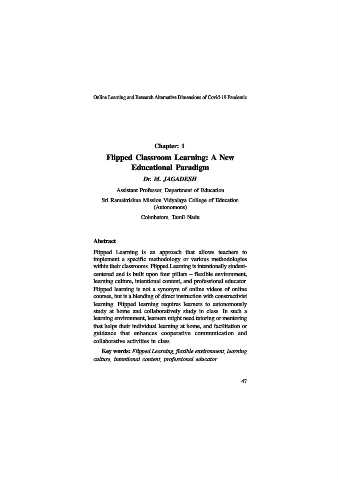 Online Learning and Research Alternative Dimensions of Covid-19 Pandemic
Chapter: 1
Flipped Classroom Learning: A New
Educational Paradigm
Dr. M. JAGADESH
Assistant Professor, Department of Education
Sri Ramakrishna Mission Vidyalaya College of Education
(Autonomous)
Coimbatore, Tamil Nadu
Abstract
Flipped Learning is an approach that allows teachers to
implement a specific methodology or various methodologies
within their classrooms. Flipped Learning is intentionally student-
centered and is built upon four pillars – flexible environment,
learning culture, intentional content, and professional educator.
Flipped learning is not a synonym of online videos of online
courses, but is a blending of direct instruction with constructivist
learning. Flipped learning requires learners to autonomously
study at home and collaboratively study in class. In such a
learning environment, learners might need tutoring or mentoring
that helps their individual learning at home, and facilitation or
guidance that enhances cooperative communication and
collaborative activities in class.
Key words: Flipped Learning, flexible environment, learning
culture, intentional content, professional educator
47